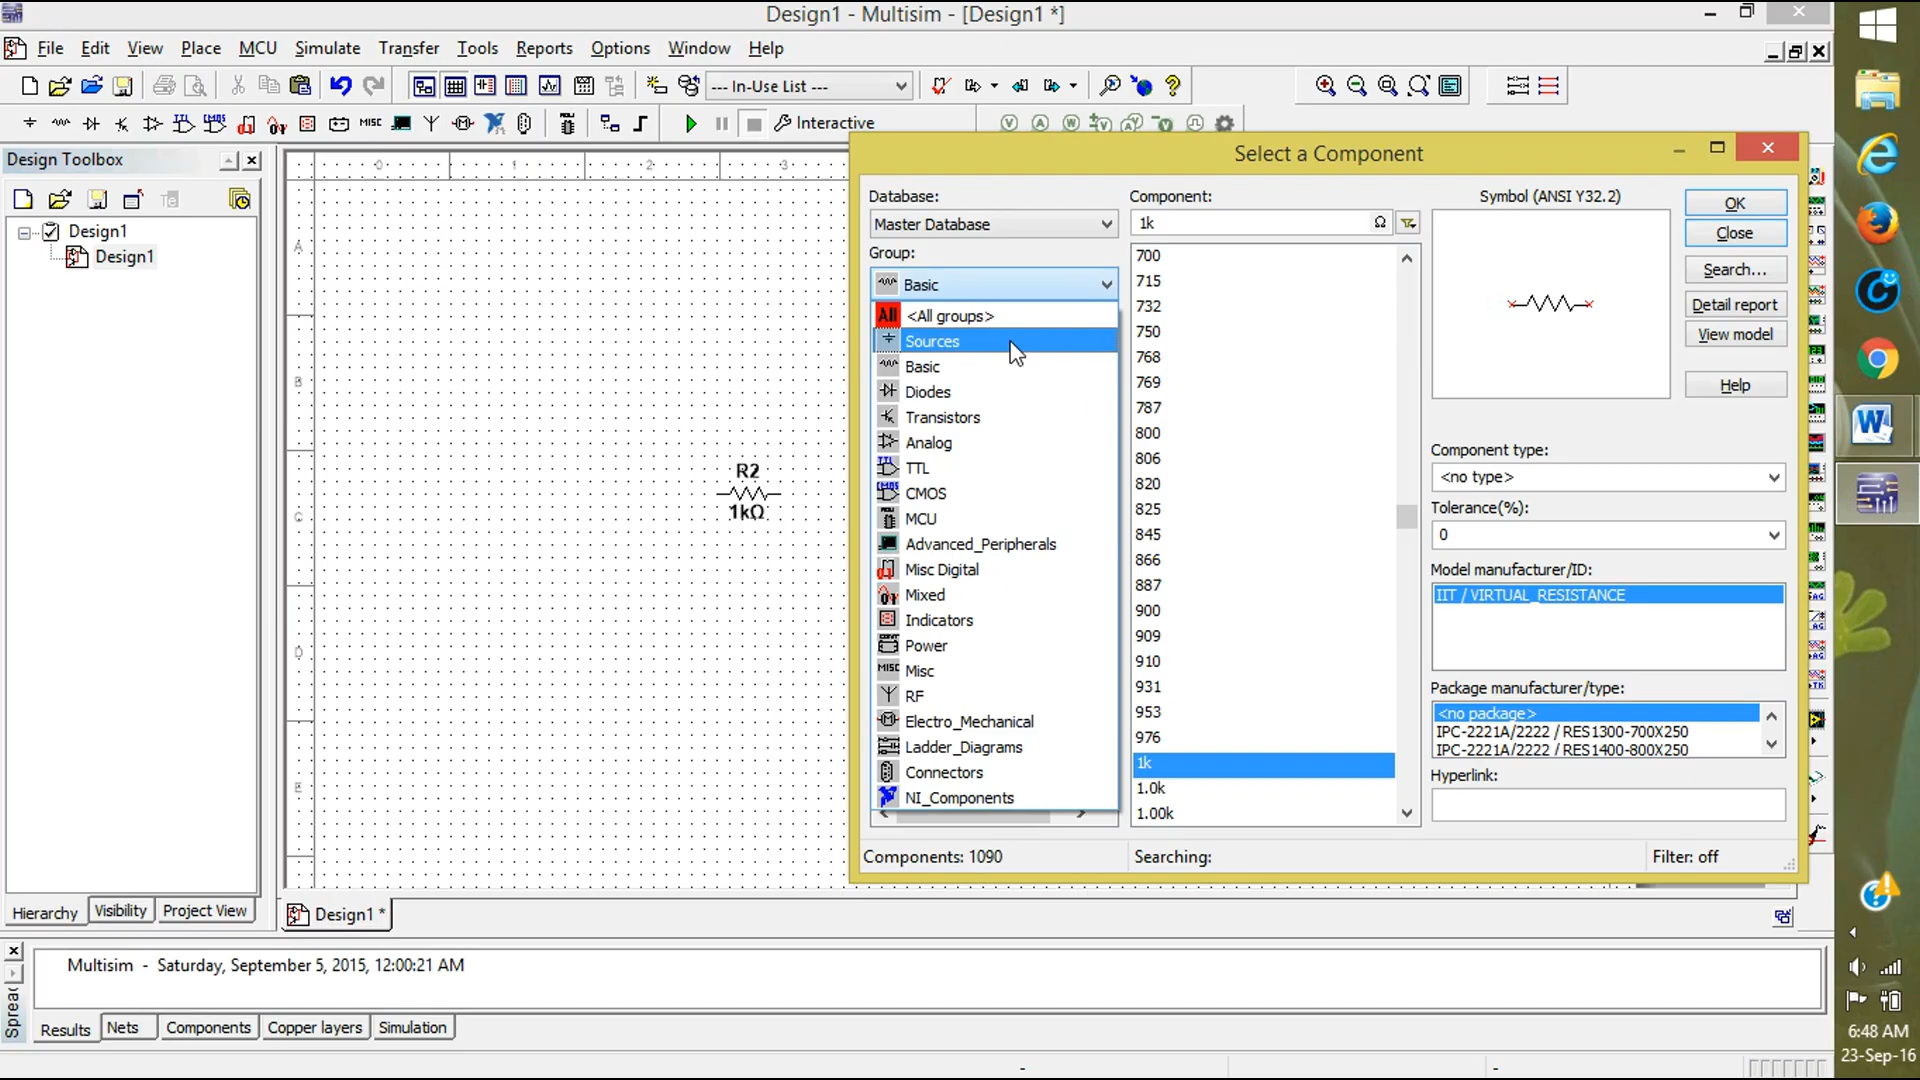 Design1 - Multisim - [Design1 *]
File Edit View Place MCU Simulate Transfer Tools Reports Options Window Help
--- In-Use List ---
MISC Interactive
Design Toolbox
Design1
Design1
0 1 2 3
A
B
C
D
E
R2
1kΩ
Select a Component
Database:
Master Database
Group:
Basic
All <All groups>
Sources
Basic
Diodes
Transistors
Analog
TTL
CMOS
MCU
Advanced_Peripherals
Misc Digital
Mixed
Indicators
Power
Misc
RF
Electro_Mechanical
Ladder_Diagrams
Connectors
NI_Components
Component:
1k Ω
700
715
732
750
768
769
787
800
806
820
825
845
866
887
900
909
910
931
953
976
1k
1.0k
1.00k
Symbol (ANSI Y32.2)
OK
Close
Search...
Detail report
View model
Help
Component type:
<no type>
Tolerance(%):
0
Model manufacturer/ID:
IIT / VIRTUAL_RESISTANCE
Package manufacturer/type:
<no package>
IPC-2221A/2222 / RES1300-700X250
IPC-2221A/2222 / RES1400-800X250
Hyperlink:
Components: 1090 Searching: Filter: off
Hierarchy Visibility Project View
Design1 *
Multisim - Saturday, September 5, 2015, 12:00:21 AM
Spread
Results Nets Components Copper layers Simulation
6:48 AM
23-Sep-16